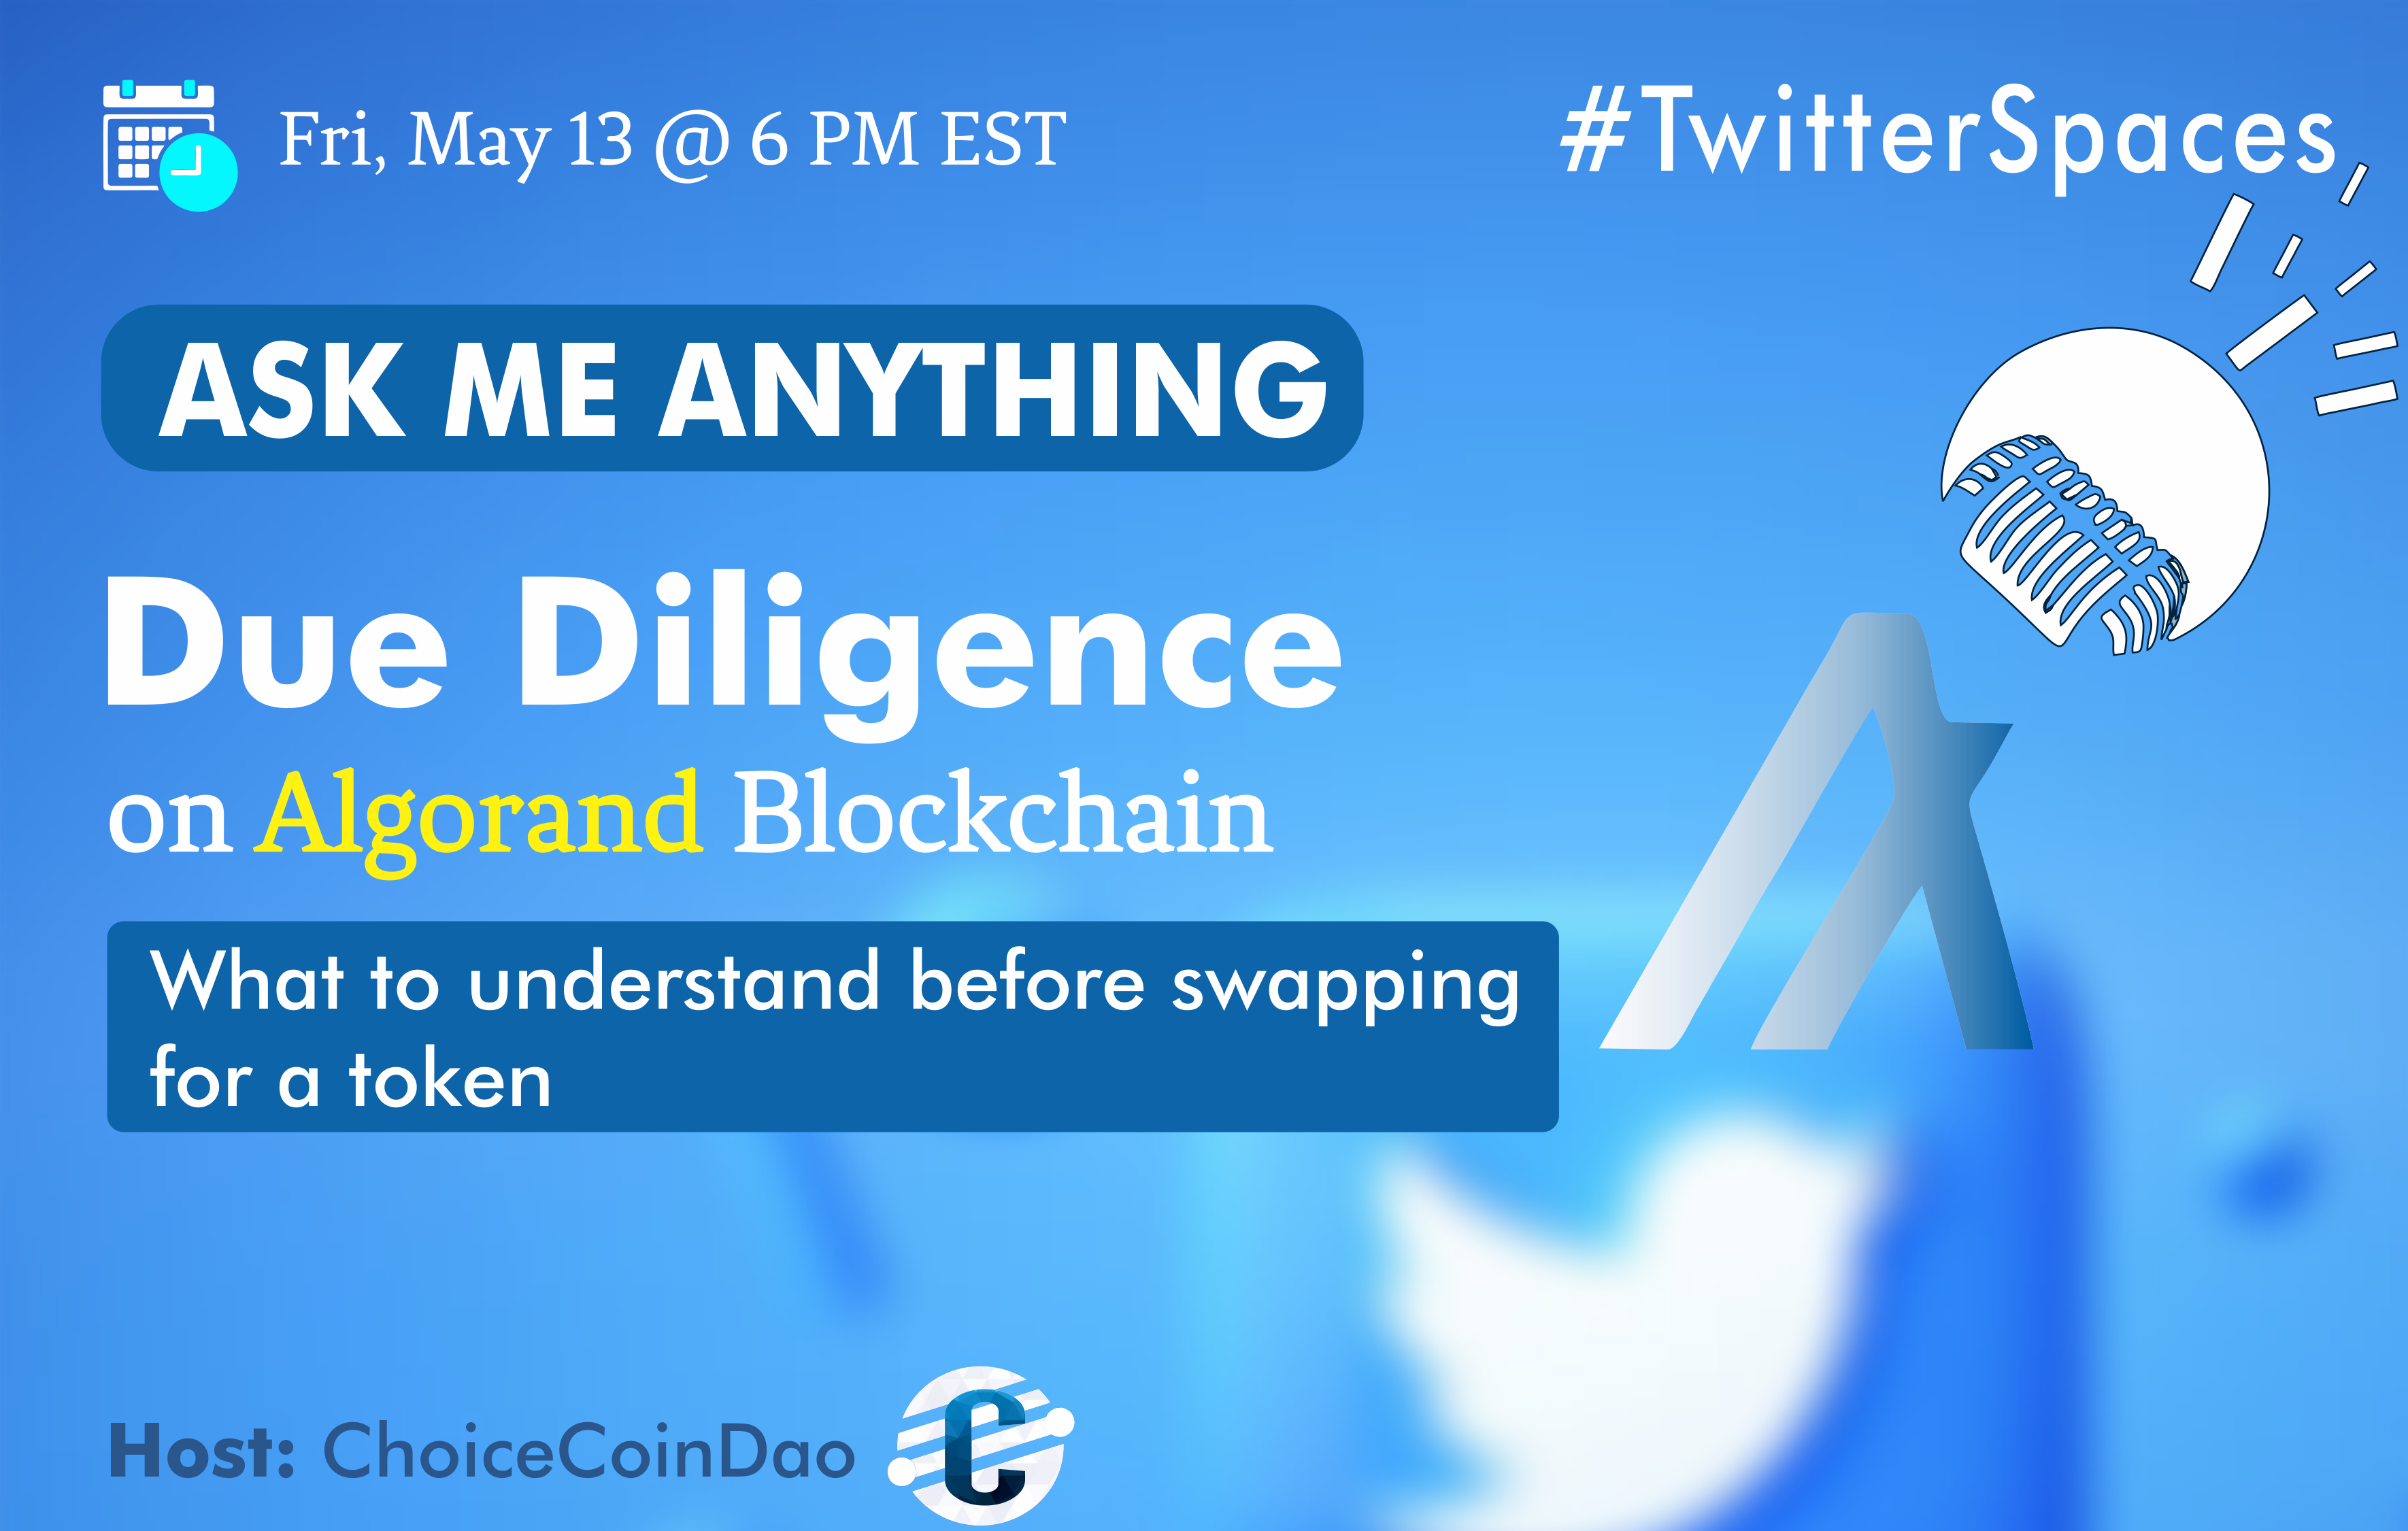 Fri, May 13 @ 6 PM EST
#TwitterSpaces
ASK ME ANYTHING
Due Diligence
on Algorand Blockchain
What to understand before swapping
for a token
Host: ChoiceCoinDao
C